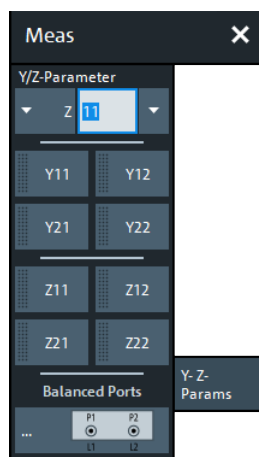 Meas
Y/Z-Parameter
Z 11
Y11 Y12
Y21 Y22
Z11 Z12
Z21 Z22
Balanced Ports
Y- Z-
Params
... P1 P2
L1 L2